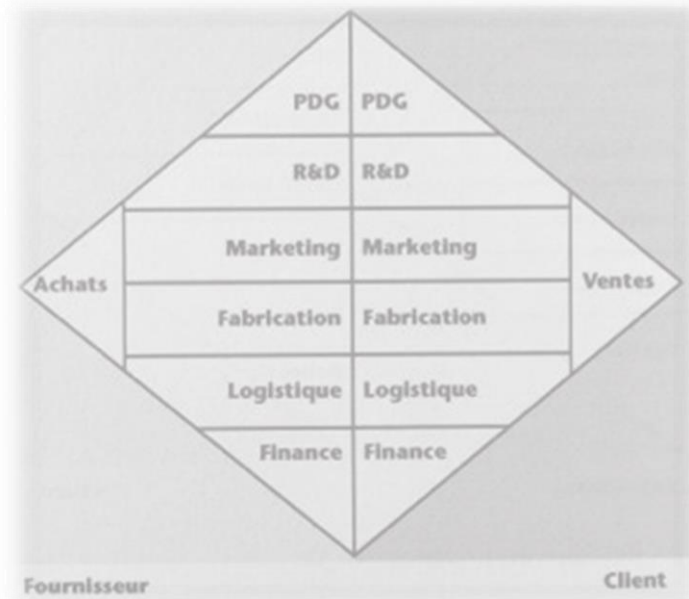 PDG PDG
R&D R&D
Marketing Marketing
Achats
Ventes
Fabrication Fabrication
Logistique Logistique
Finance Finance
Fournisseur
Client